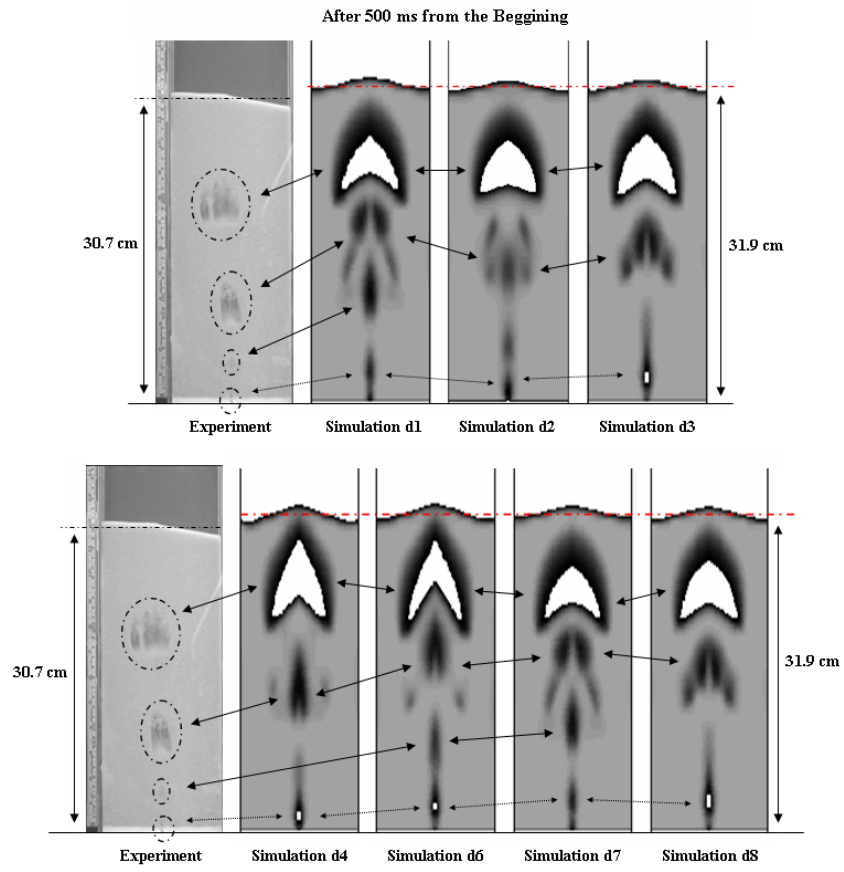 After 500 ms from the Beggining
30.7 cm
31.9 cm
Experiment Simulation d1 Simulation d2 Simulation d3
30.7 cm
31.9 cm
Experiment Simulation d4 Simulation d6 Simulation d7 Simulation d8